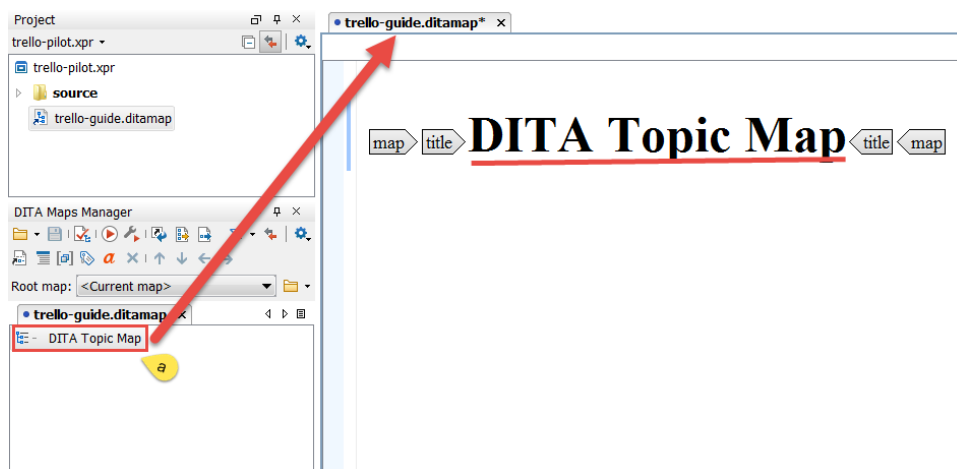 Project
trello-pilot.xpr
trello-pilot.xpr
source
trello-guide.ditamap
DITA Maps Manager
a
Root map: <Current map>
trello-guide.ditamap
DITA Topic Map
a
trello-guide.ditamap*
map title DITA Topic Map title map